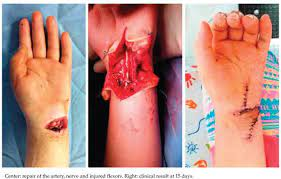 Center: repair of the artery, nerve and injured flexors. Right: clinical result at 15 days.